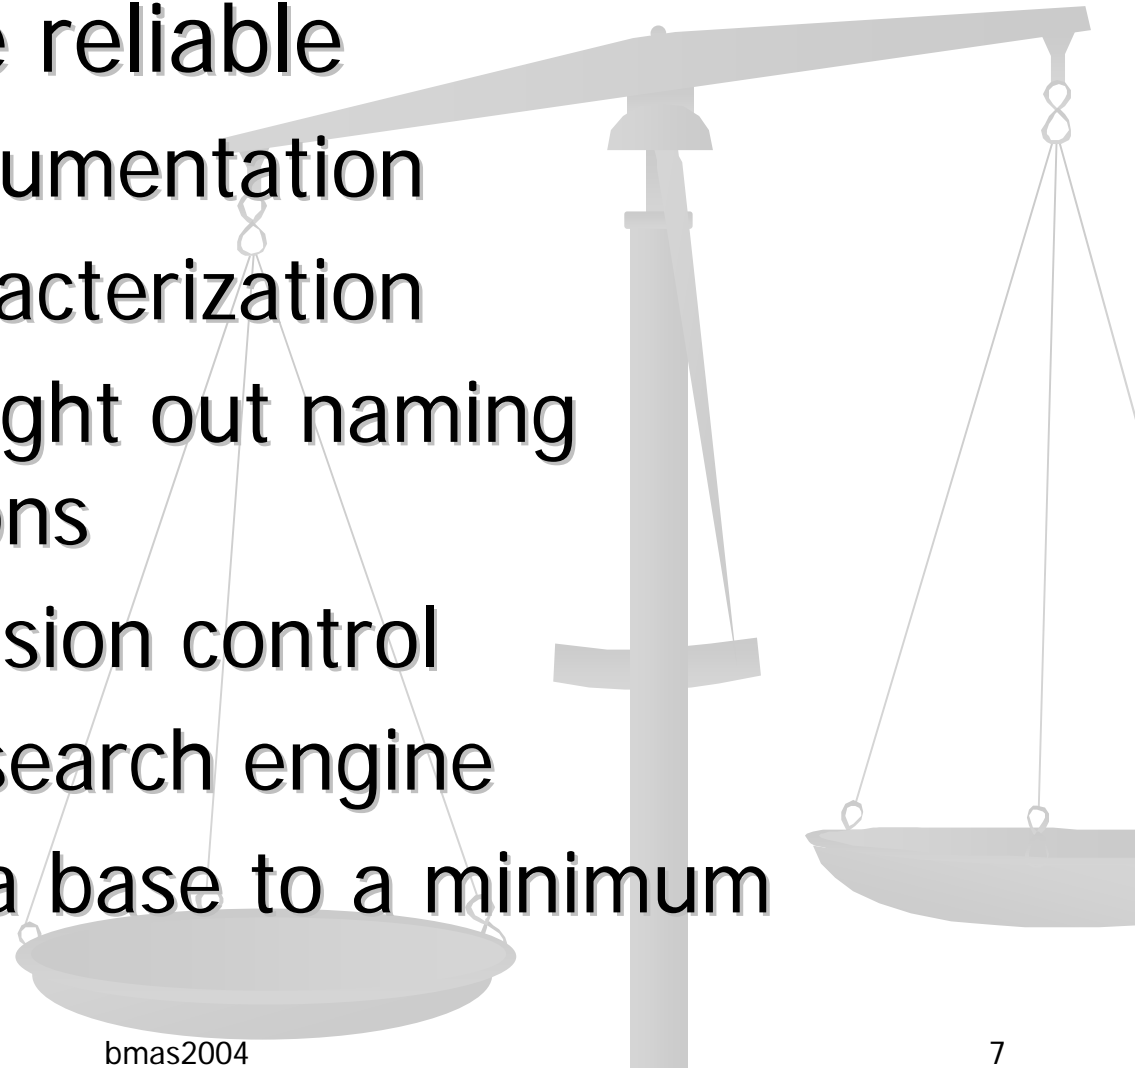 e reliable
umentation
acterization
ght out naming
ons
sion control
search engine
a base to a minimum
bmas2004 7